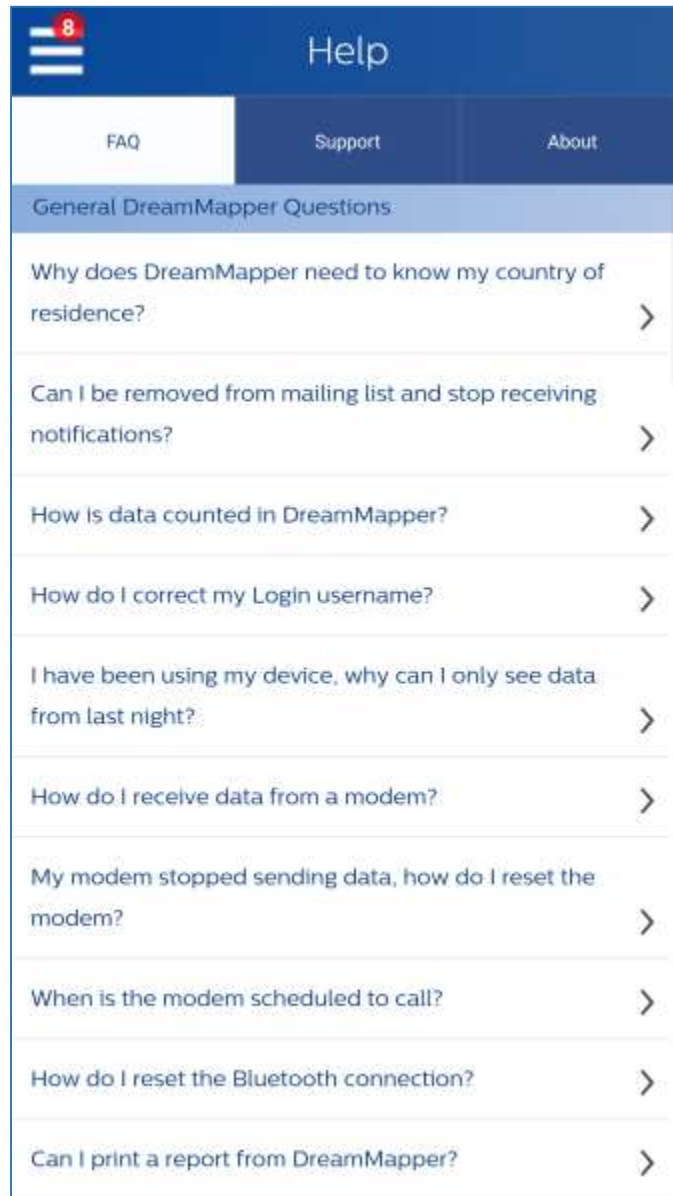 8
Help
FAQ
Support
About
General DreamMapper Questions
Why does DreamMapper need to know my country of
residence?
Can I be removed from mailing list and stop receiving
notifications?
How is data counted in DreamMapper?
How do I correct my Login username?
I have been using my device, why can I only see data
from last night?
How do I receive data from a modem?
My modem stopped sending data, how do I reset the
modem?
When is the modem scheduled to call?
How do I reset the Bluetooth connection?
Can I print a report from DreamMapper?